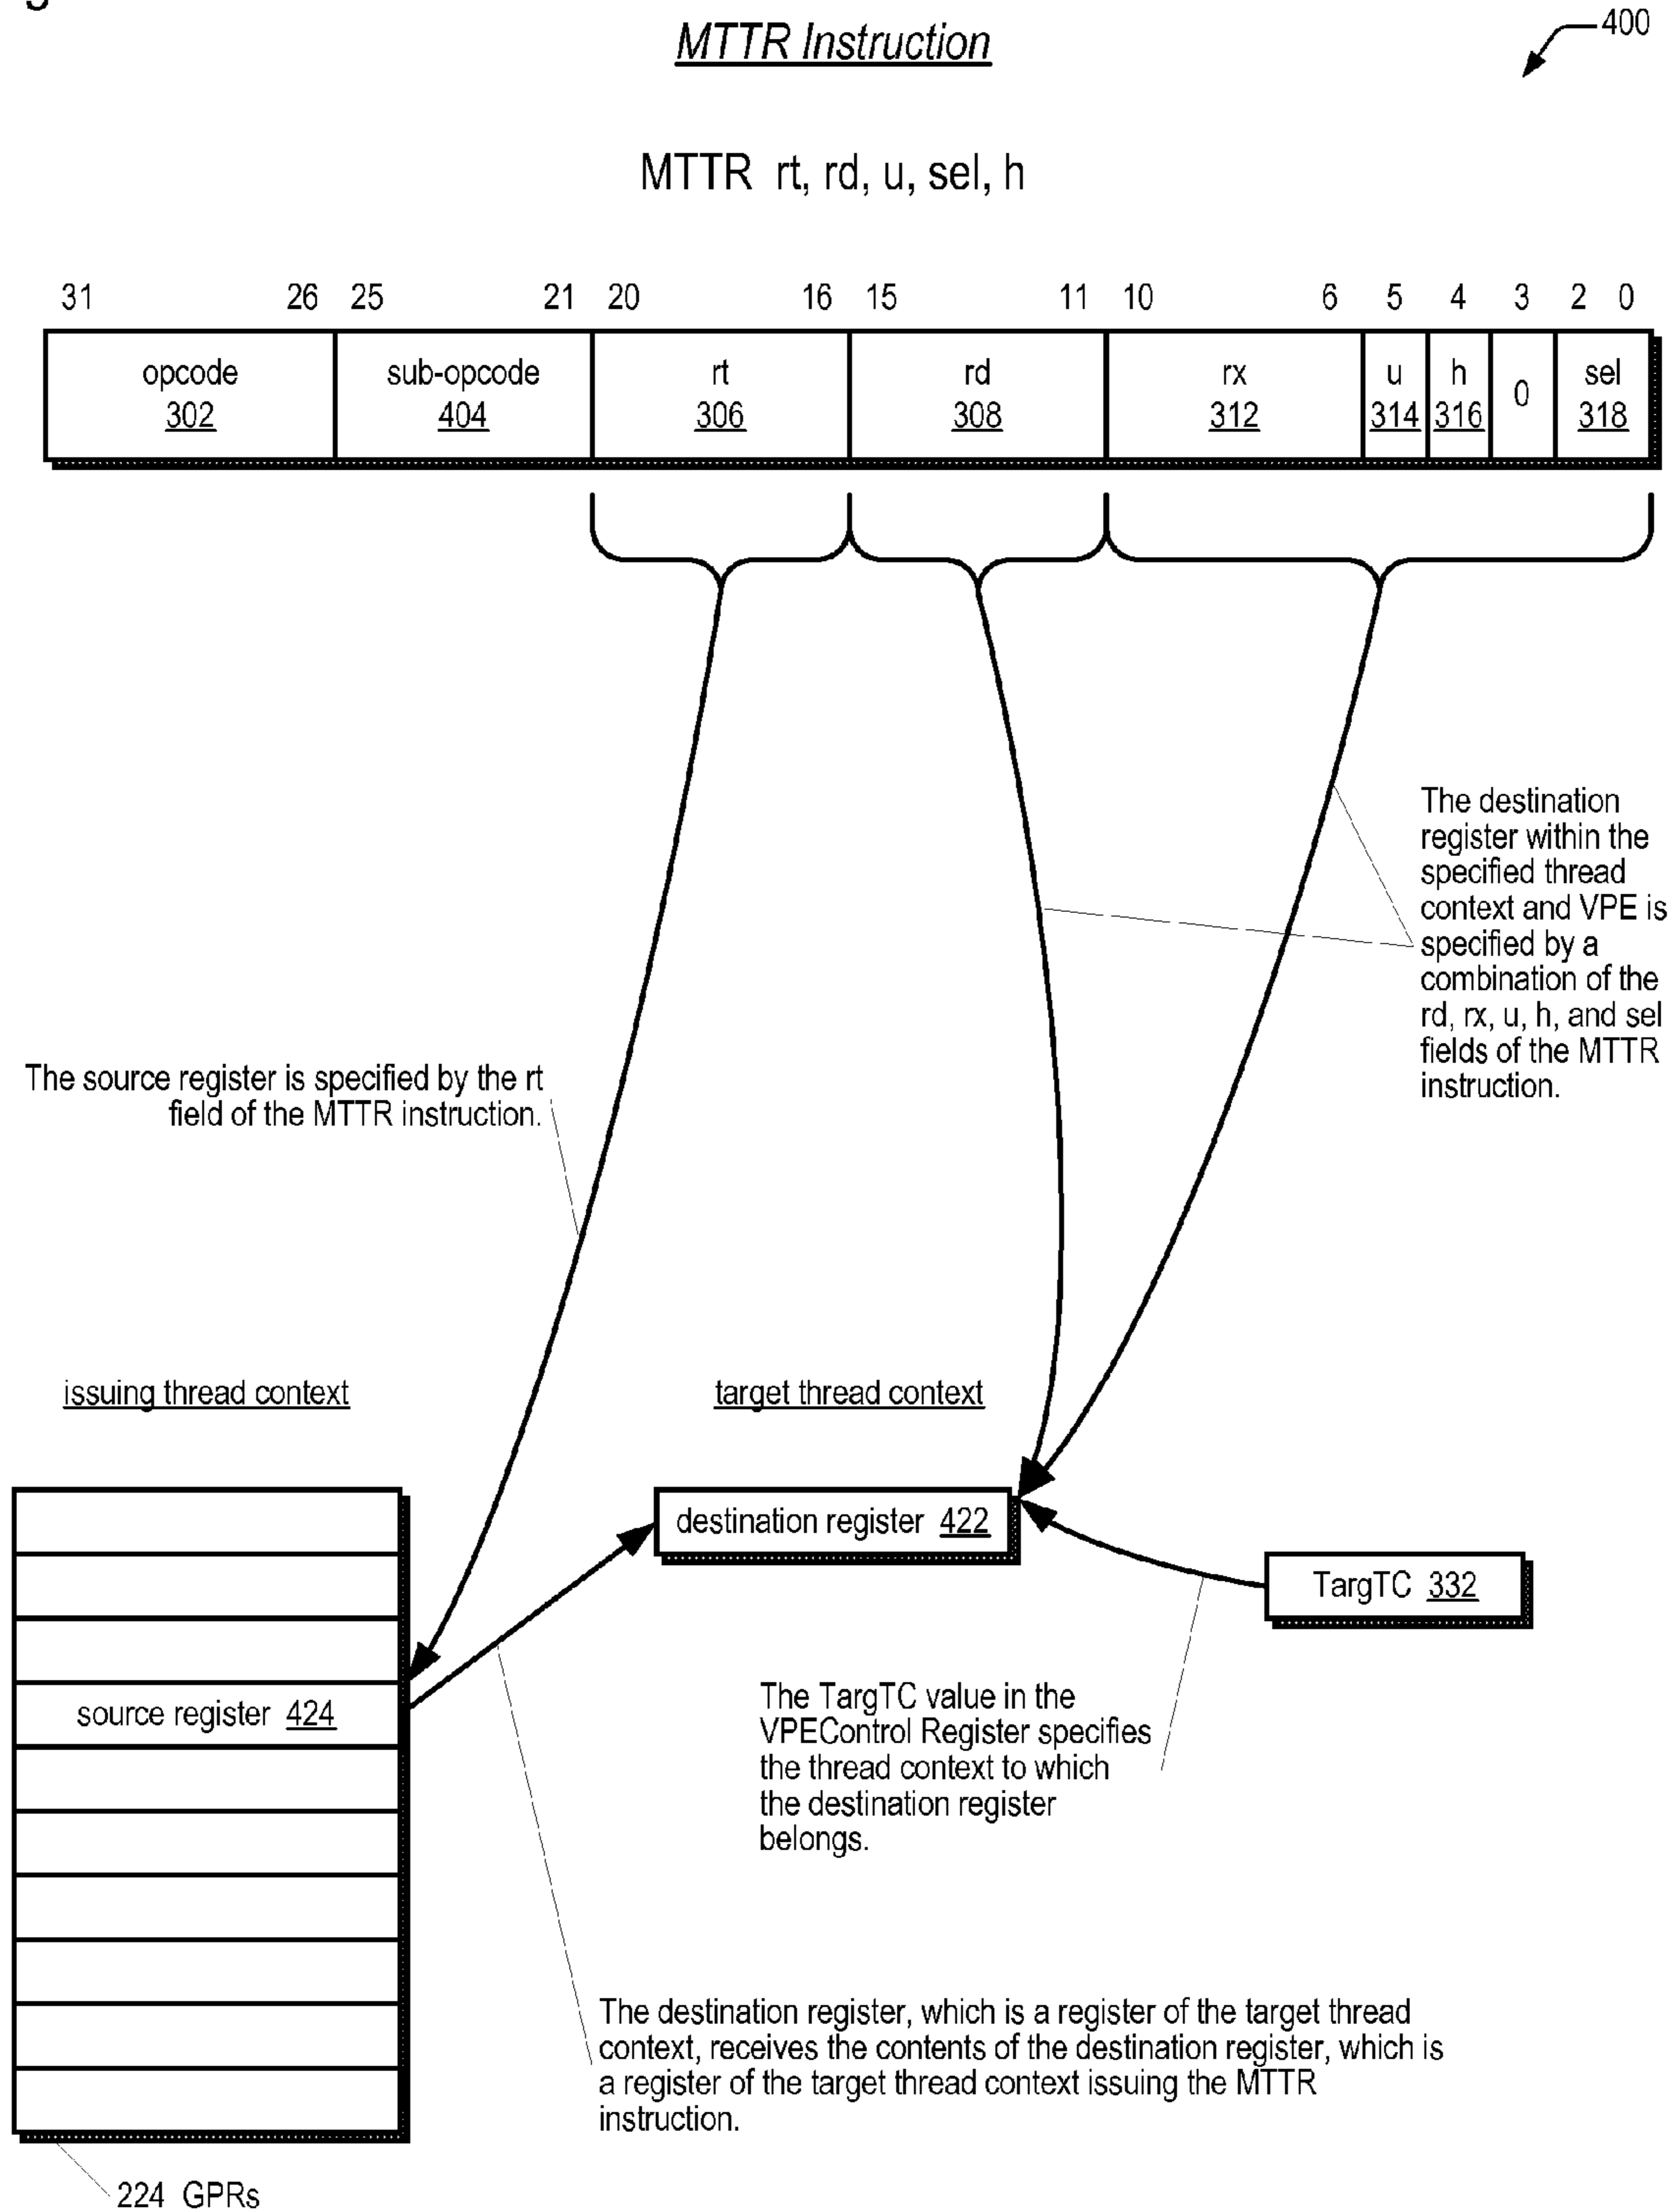 MTTR Instruction
400
MTTR rt, rd, u, sel, h
31 26 25 21 20 16 15 11 10 6 5 4 3 2 0
opcode sub-opcode rt rd rx u h 0 sel
302 404 306 308 312 314 316 318
The destination
register within the
specified thread
context and VPE is
specified by a
combination of the
rd, rx, u, h, and sel
fields of the MTTR
instruction.
The source register is specified by the rt
field of the MTTR instruction.
issuing thread context
target thread context
destination register 422
TargTC 332
source register 424
The TargTC value in the
VPEControl Register specifies
the thread context to which
the destination register
belongs.
The destination register, which is a register of the target thread
context, receives the contents of the destination register, which is
a register of the target thread context issuing the MTTR
instruction.
224 GPRs